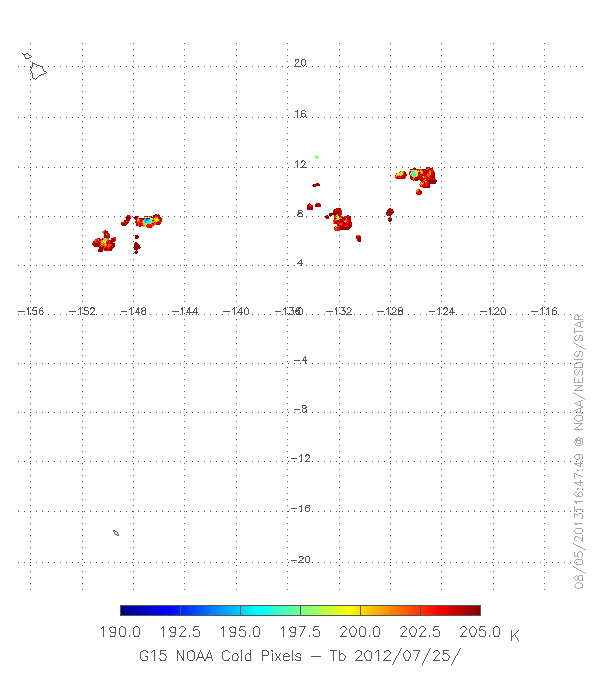 20
16
12
8
4
-156 -152. -148 -144 -140 -136 -132. -128 -124. -120 -116.
-4
-8
-12
-16
-20
08/05/2013T16:47:49 @ NOAA/NESDIS/STAR
190.0 192.5 195.0 197.5 200.0 202.5 205.0 K
G15 NOAA Cold Pixels - Tb 2012/07/25/